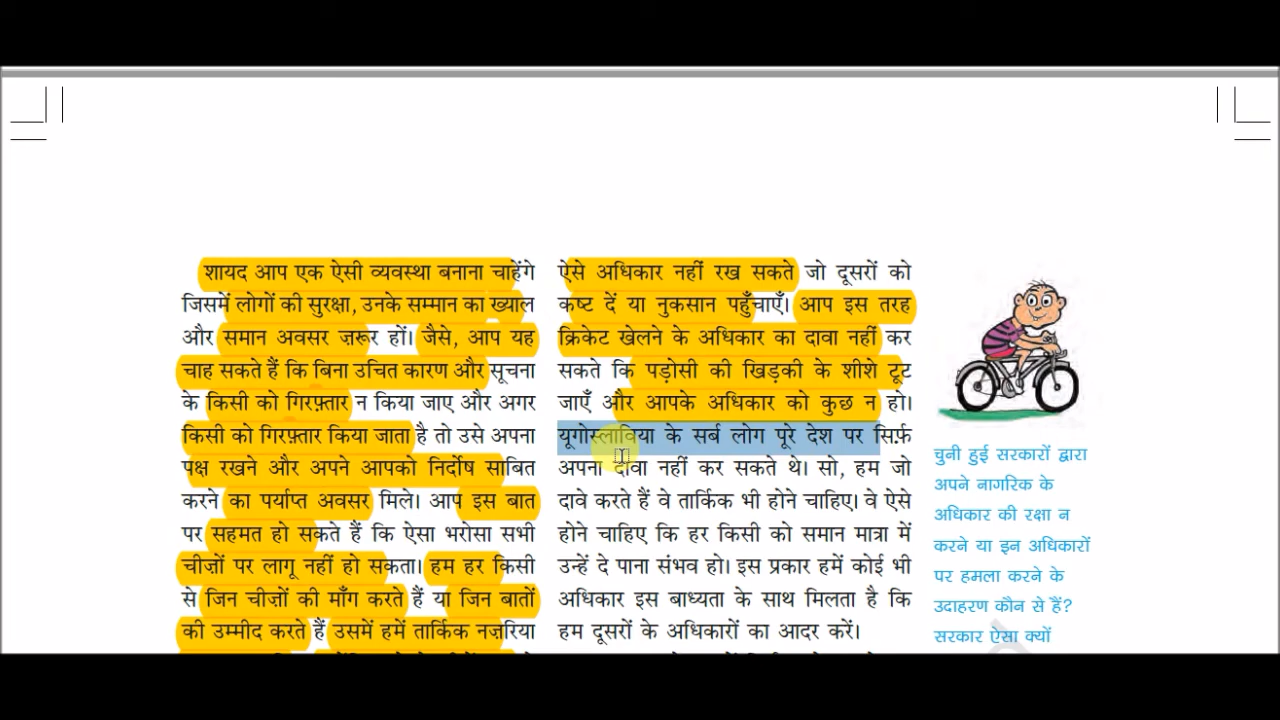 शायद आप एक ऐसी व्यवस्था बनाना चाहेंगे
जिसमें लोगों की सुरक्षा, उनके सम्मान का ख्याल
और समान अवसर ज़रूर हों। जैसे, आप यह
चाह सकते हैं कि बिना उचित कारण और सूचना
के किसी को गिरफ़्तार न किया जाए और अगर
किसी को गिरफ़्तार किया जाता है तो उसे अपना
पक्ष रखने और अपने आपको निर्दोष साबित
करने का पर्याप्त अवसर मिले। आप इस बात
पर सहमत हो सकते हैं कि ऐसा भरोसा सभी
चीज़ों पर लागू नहीं हो सकता। हम हर किसी
से जिन चीज़ों की माँग करते हैं या जिन बातों
की उम्मीद करते हैं उसमें हमें तार्किक नज़रिया
ऐसे अधिकार नहीं रख सकते जो दूसरों को
कष्ट दें या नुकसान पहुँचाएँ। आप इस तरह
क्रिकेट खेलने के अधिकार का दावा नहीं कर
सकते कि पड़ोसी की खिड़की के शीशे टूट
जाएँ और आपके अधिकार को कुछ न हो।
यूगोस्लाविया के सर्ब लोग पूरे देश पर सिर्फ़
अपना दावा नहीं कर सकते थे। सो, हम जो
दावे करते हैं वे तार्किक भी होने चाहिए। वे ऐसे
होने चाहिए कि हर किसी को समान मात्रा में
उन्हें दे पाना संभव हो। इस प्रकार हमें कोई भी
अधिकार इस बाध्यता के साथ मिलता है कि
हम दूसरों के अधिकारों का आदर करें।
चुनी हुई सरकारों द्वारा
अपने नागरिक के
अधिकार की रक्षा न
करने या इन अधिकारों
पर हमला करने के
उदाहरण कौन से हैं?
सरकार ऐसा क्यों